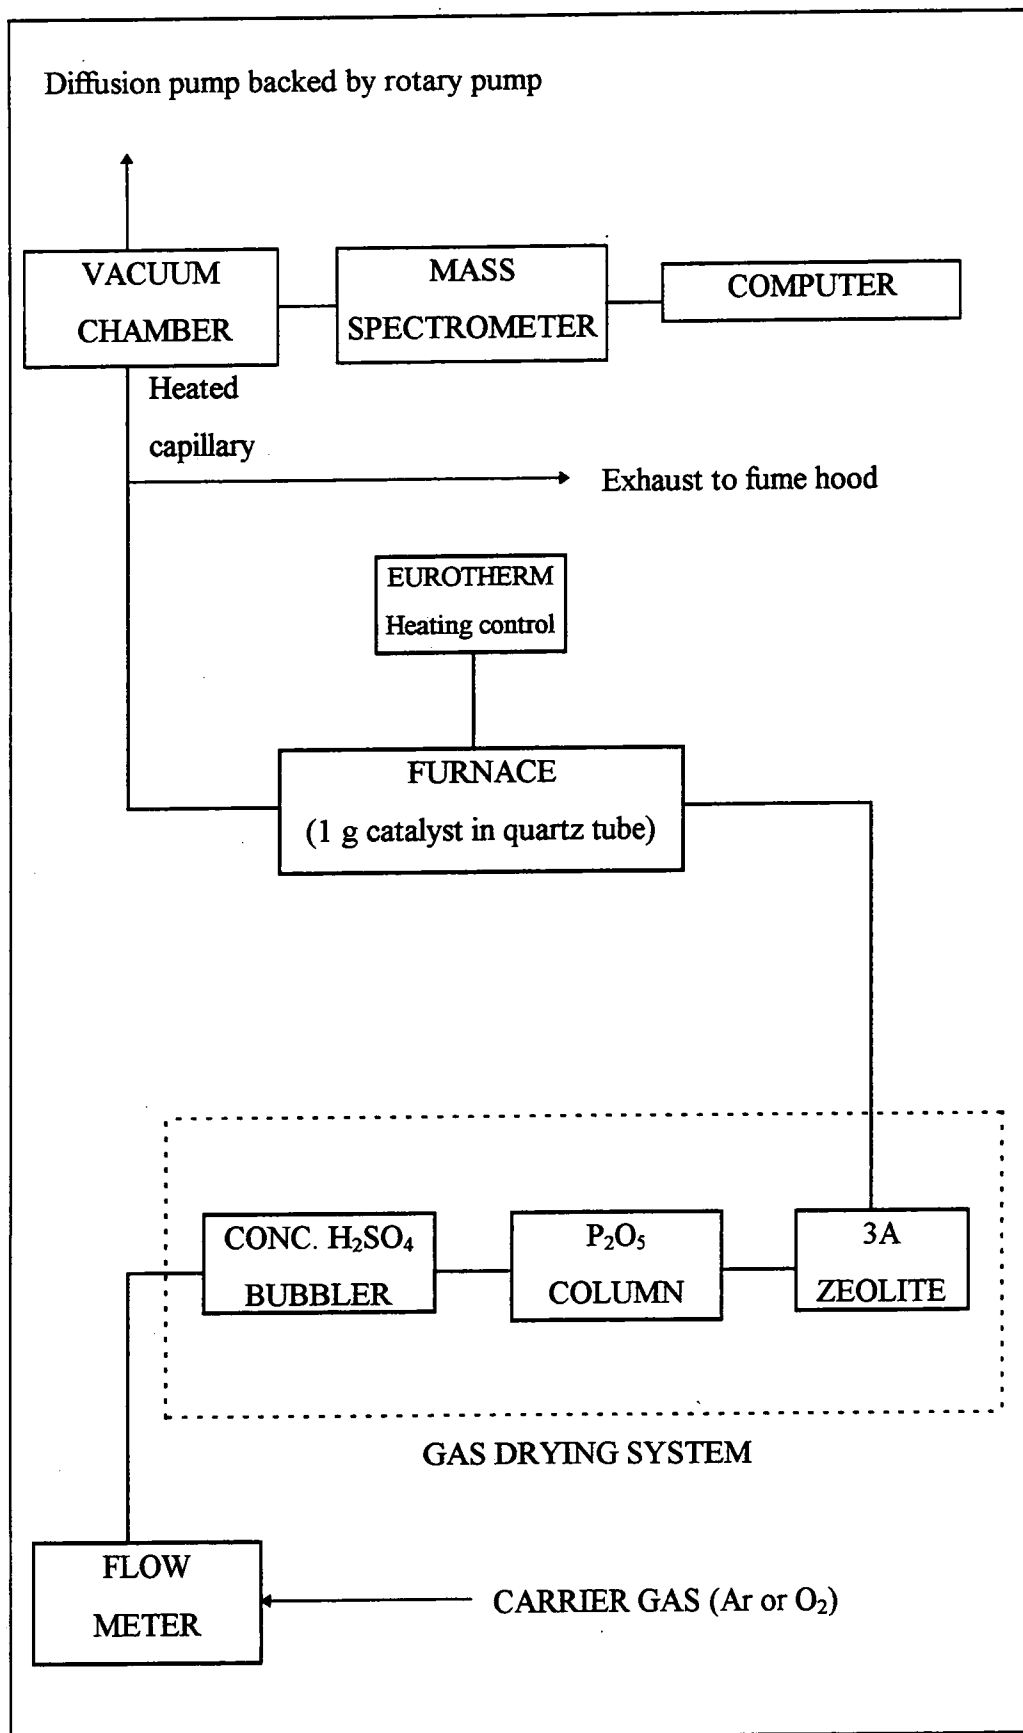 Diffusion pump backed by rotary pump
VACUUM
CHAMBER
MASS
SPECTROMETER
COMPUTER
Heated
capillary
Exhaust to fume hood
EUROTHERM
Heating control
FURNACE
(1 g catalyst in quartz tube)
CONC. H₂SO₄
BUBBLER
P₂O₅
COLUMN
3A
ZEOLITE
GAS DRYING SYSTEM
FLOW
METER
CARRIER GAS (Ar or O₂)